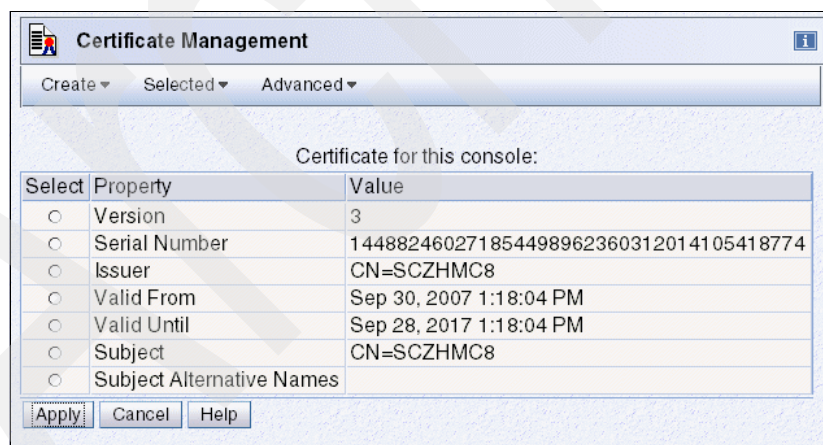 Certificate Management
i
Create Selected Advanced
Certificate for this console:
Select Property Value
Version 3
Serial Number 144882460271854498962360312014105418774
Issuer CN=SCZHMC8
Valid From Sep 30, 2007 1:18:04 PM
Valid Until Sep 28, 2017 1:18:04 PM
Subject CN=SCZHMC8
Subject Alternative Names
Apply Cancel Help